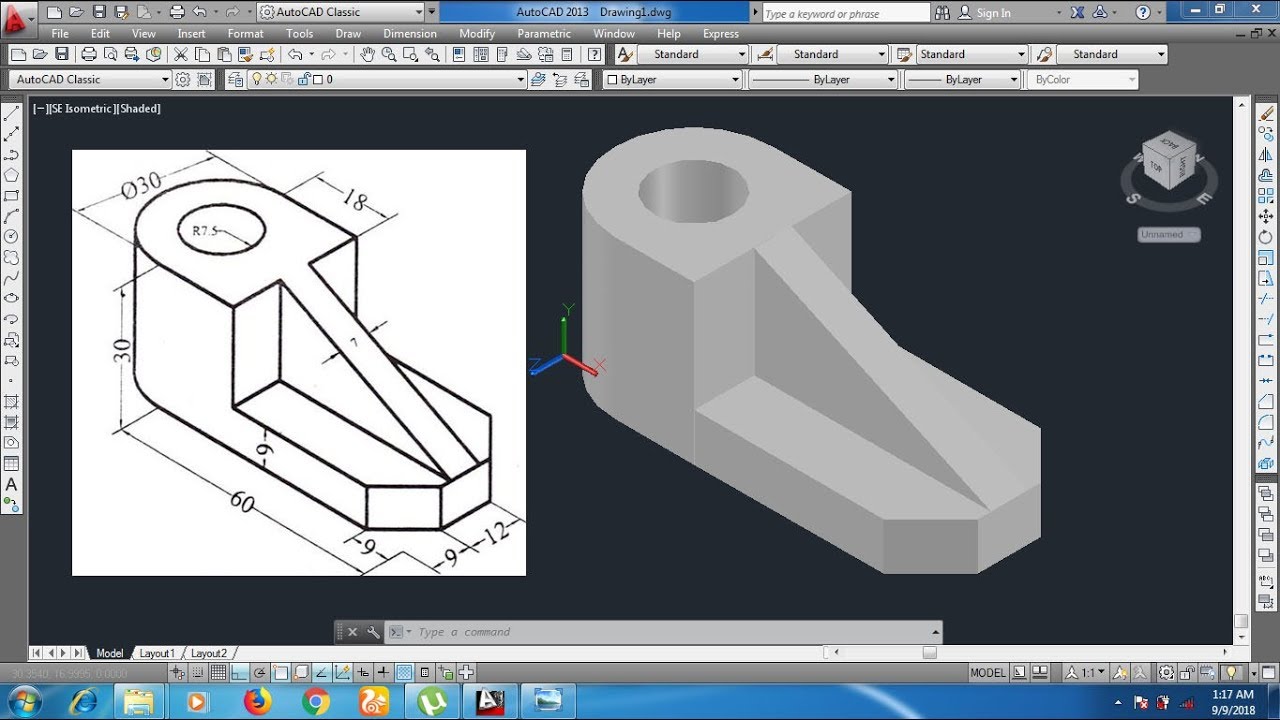 AutoCAD Classic
AutoCAD 2013 Drawing1.dwg
Type a keyword or phrase
Sign In
File Edit View Insert Format Tools Draw Dimension Modify Parametric Window Help Express
Standard Standard Standard Standard
AutoCAD Classic 0 ByLayer ByLayer ByLayer ByColor
[−][SE Isometric][Shaded]
Ø30
18
R7.5
30
7
9
60
9
9
12
Y
Z X
TOP
BACK
S E
Unnamed
A
Type a command
Model Layout1 Layout2
MODEL 1:1
1:17 AM
9/9/2018